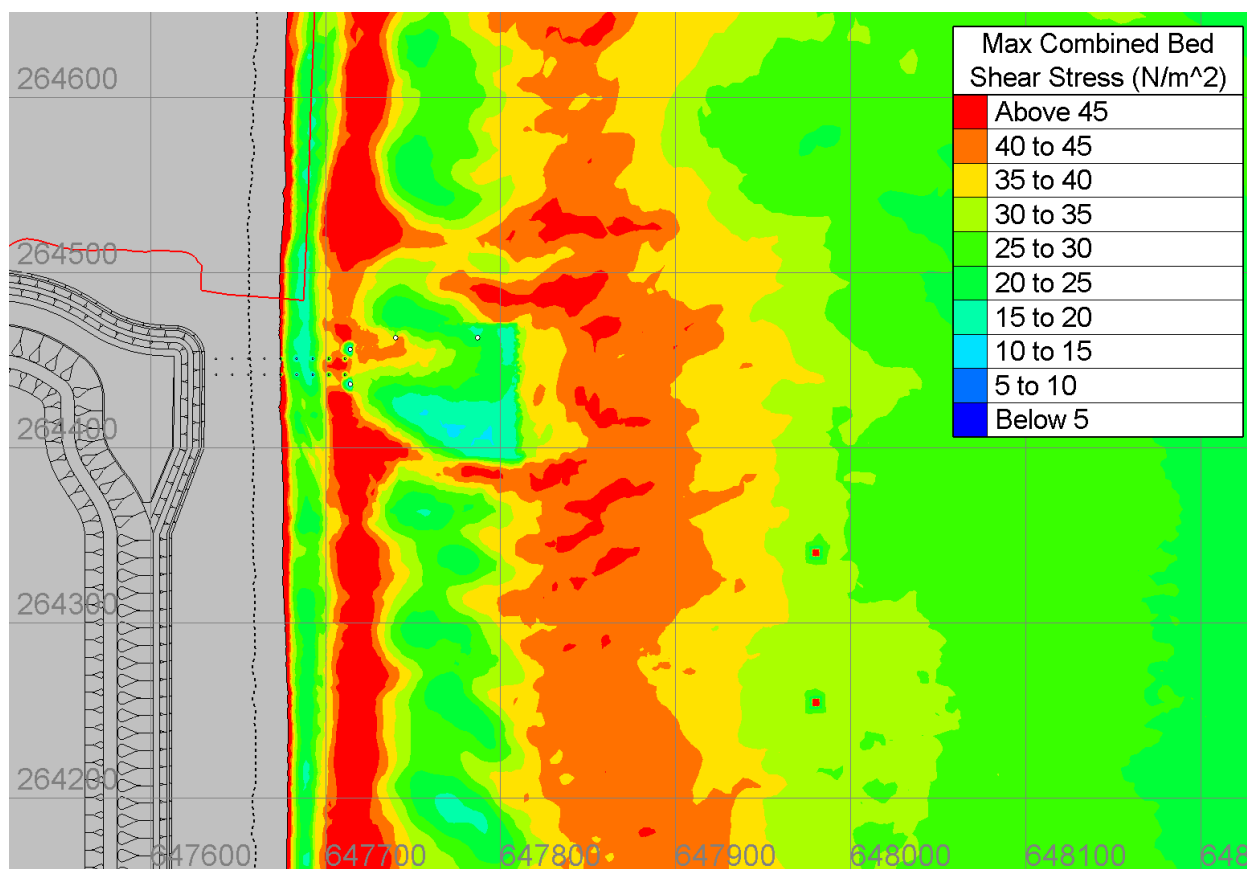 Max Combined Bed
Shear Stress (N/m^2)
Above 45
40 to 45
35 to 40
30 to 35
25 to 30
20 to 25
15 to 20
10 to 15
5 to 10
Below 5
264600
264500
264400
264300
264200
647600 647700 647800 647900 648000 648100 648